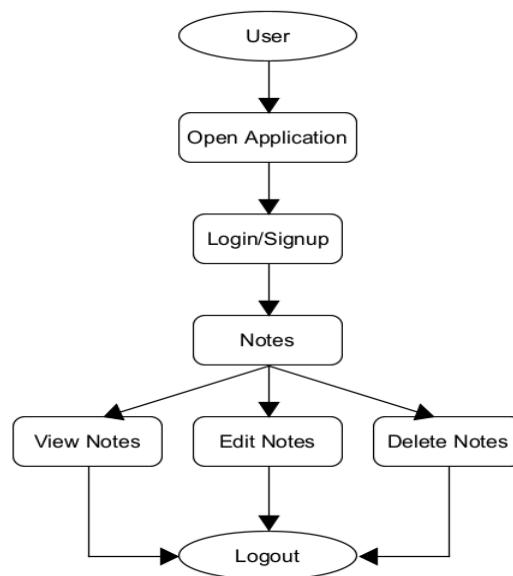 User
Open Application
Login/Signup
Notes
View Notes
Edit Notes
Delete Notes
Logout